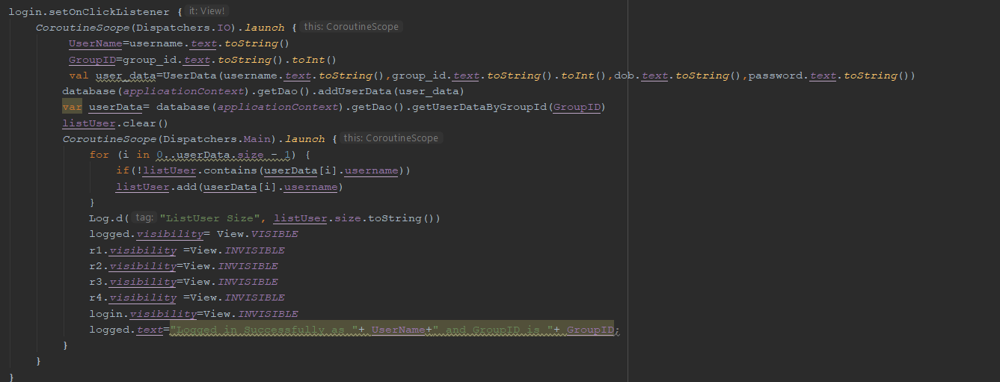 login.setOnClickListener { it: View!
CoroutineScope(Dispatchers.IO).launch { this: CoroutineScope
UserName=username.text.toString()
GroupID=group_id.text.toString().toInt()
val user_data=UserData(username.text.toString(),group_id.text.toString().toInt(),dob.text.toString(),password.text.toString())
database(applicationContext).getDao().addUserData(user_data)
var userData= database(applicationContext).getDao().getUserDataByGroupId(GroupID)
listUser.clear()
CoroutineScope(Dispatchers.Main).launch { this: CoroutineScope
for (i in 0..userData.size - 1) {
if(!listUser.contains(userData[i].username))
listUser.add(userData[i].username)
}
Log.d( tag: "ListUser Size", listUser.size.toString())
logged.visibility= View.VISIBLE
r1.visibility =View.INVISIBLE
r2.visibility=View.INVISIBLE
r3.visibility=View.INVISIBLE
r4.visibility =View.INVISIBLE
login.visibility=View.INVISIBLE
logged.text="Logged in Successfully as "+ UserName+" and GroupID is "+ GroupID;
}
}
}